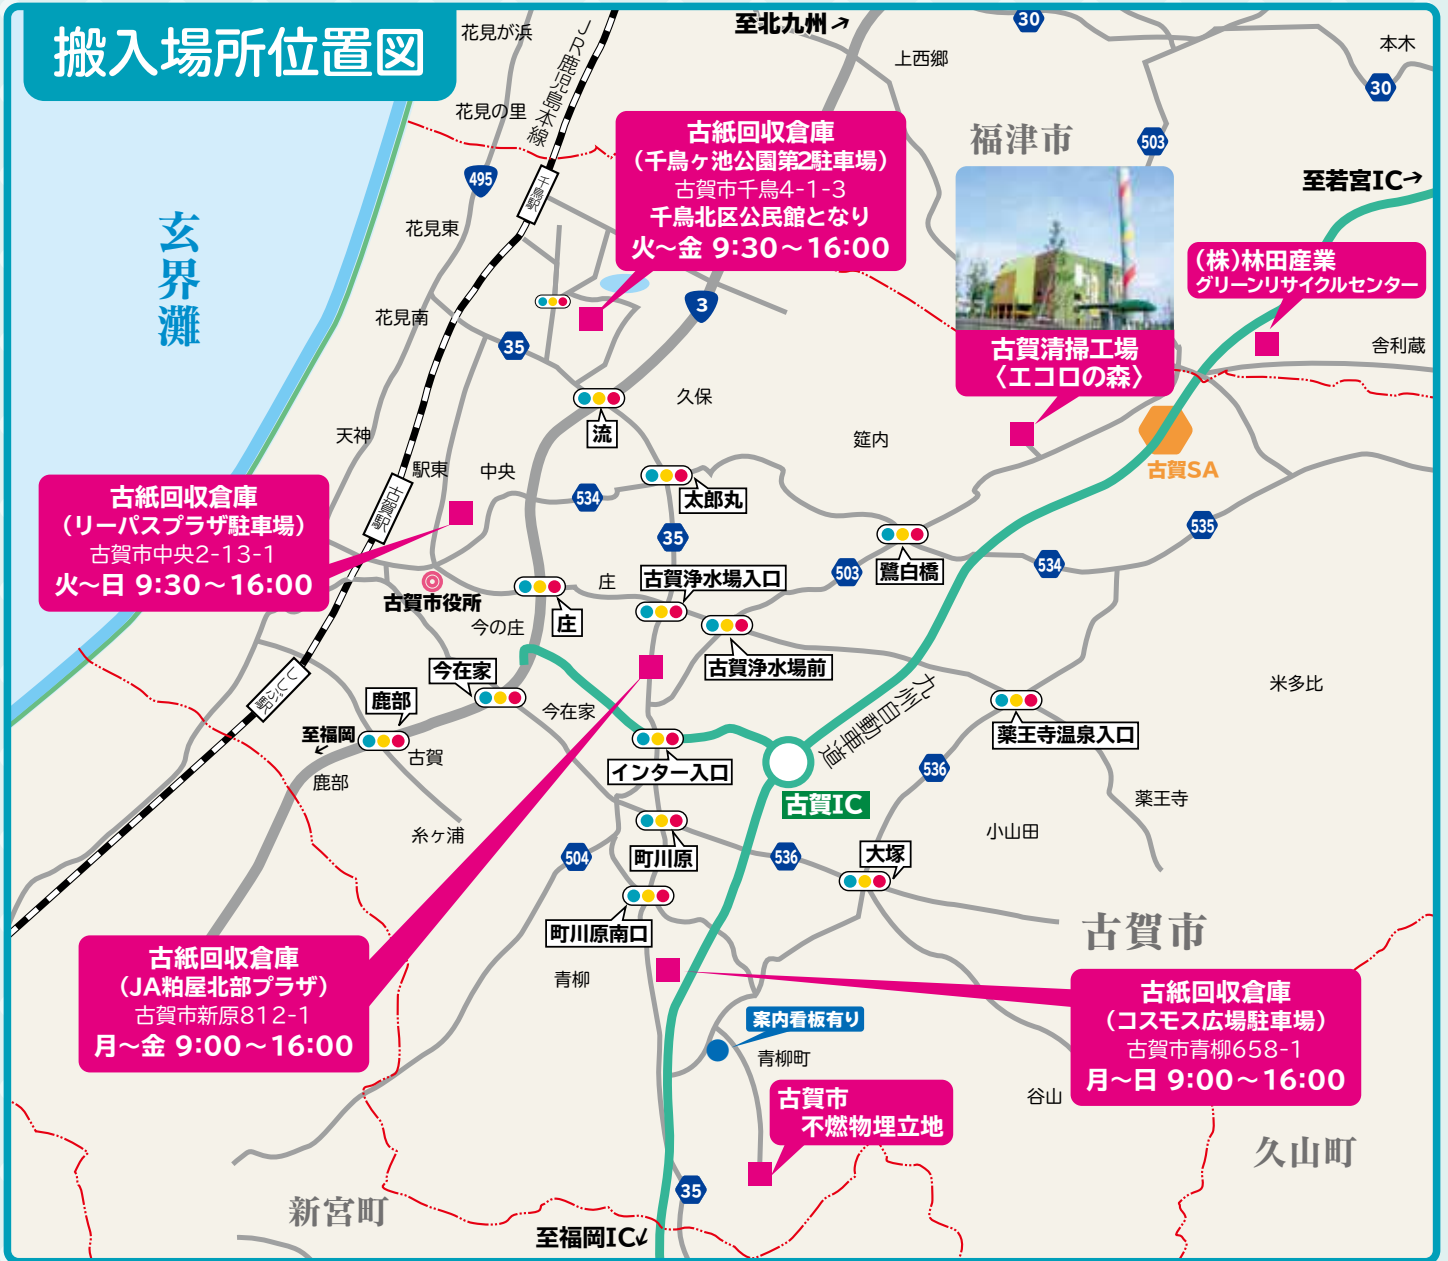 搬入場所位置図
花見が浜
至北九州
30
上西郷
本木
30
JR鹿児島本線
花見の里
503
福津市
古紙回収倉庫
(千鳥ヶ池公園第2駐車場)
古賀市千鳥4-1-3
千鳥北区公民館となり
火～金 9:30～16:00
495
千鳥駅
至若宮IC
玄界灘
花見東
(株)林田産業
グリーンリサイクルセンター
花見南
3
35
古賀清掃工場
〈エコロの森〉
舎利蔵
久保
流
天神
筵内
駅東
中央
古賀SA
古紙回収倉庫
(リーパスプラザ駐車場)
古賀市中央2-13-1
火～日 9:30～16:00
古賀駅
534
太郎丸
35
535
鷺白橋
534
503
古賀市役所
庄
古賀浄水場入口
庄
今の庄
古賀浄水場前
今在家
ししぶ駅
鹿部
今在家
米多比
九州自動車道
至福岡
古賀
薬王寺温泉入口
インター入口
536
鹿部
古賀IC
薬王寺
糸ヶ浦
小山田
504
町川原
536
大塚
町川原南口
古賀市
古紙回収倉庫
(JA粕屋北部プラザ)
古賀市新原812-1
月～金 9:00～16:00
青柳
古紙回収倉庫
(コスモス広場駐車場)
古賀市青柳658-1
月～日 9:00～16:00
案内看板有り
青柳町
谷山
古賀市
不燃物埋立地
久山町
35
新宮町
至福岡IC